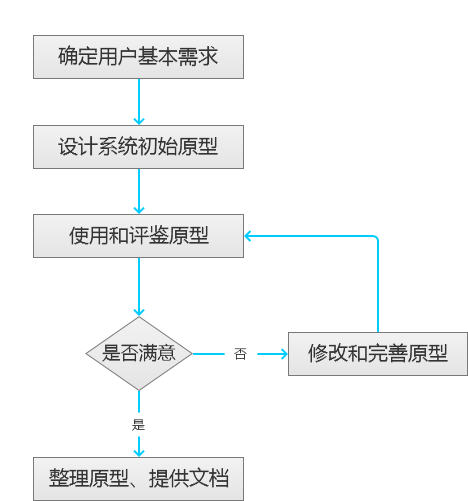 确定用户基本需求
设计系统初始原型
使用和评鉴原型
是否满意
否
修改和完善原型
是
整理原型、提供文档